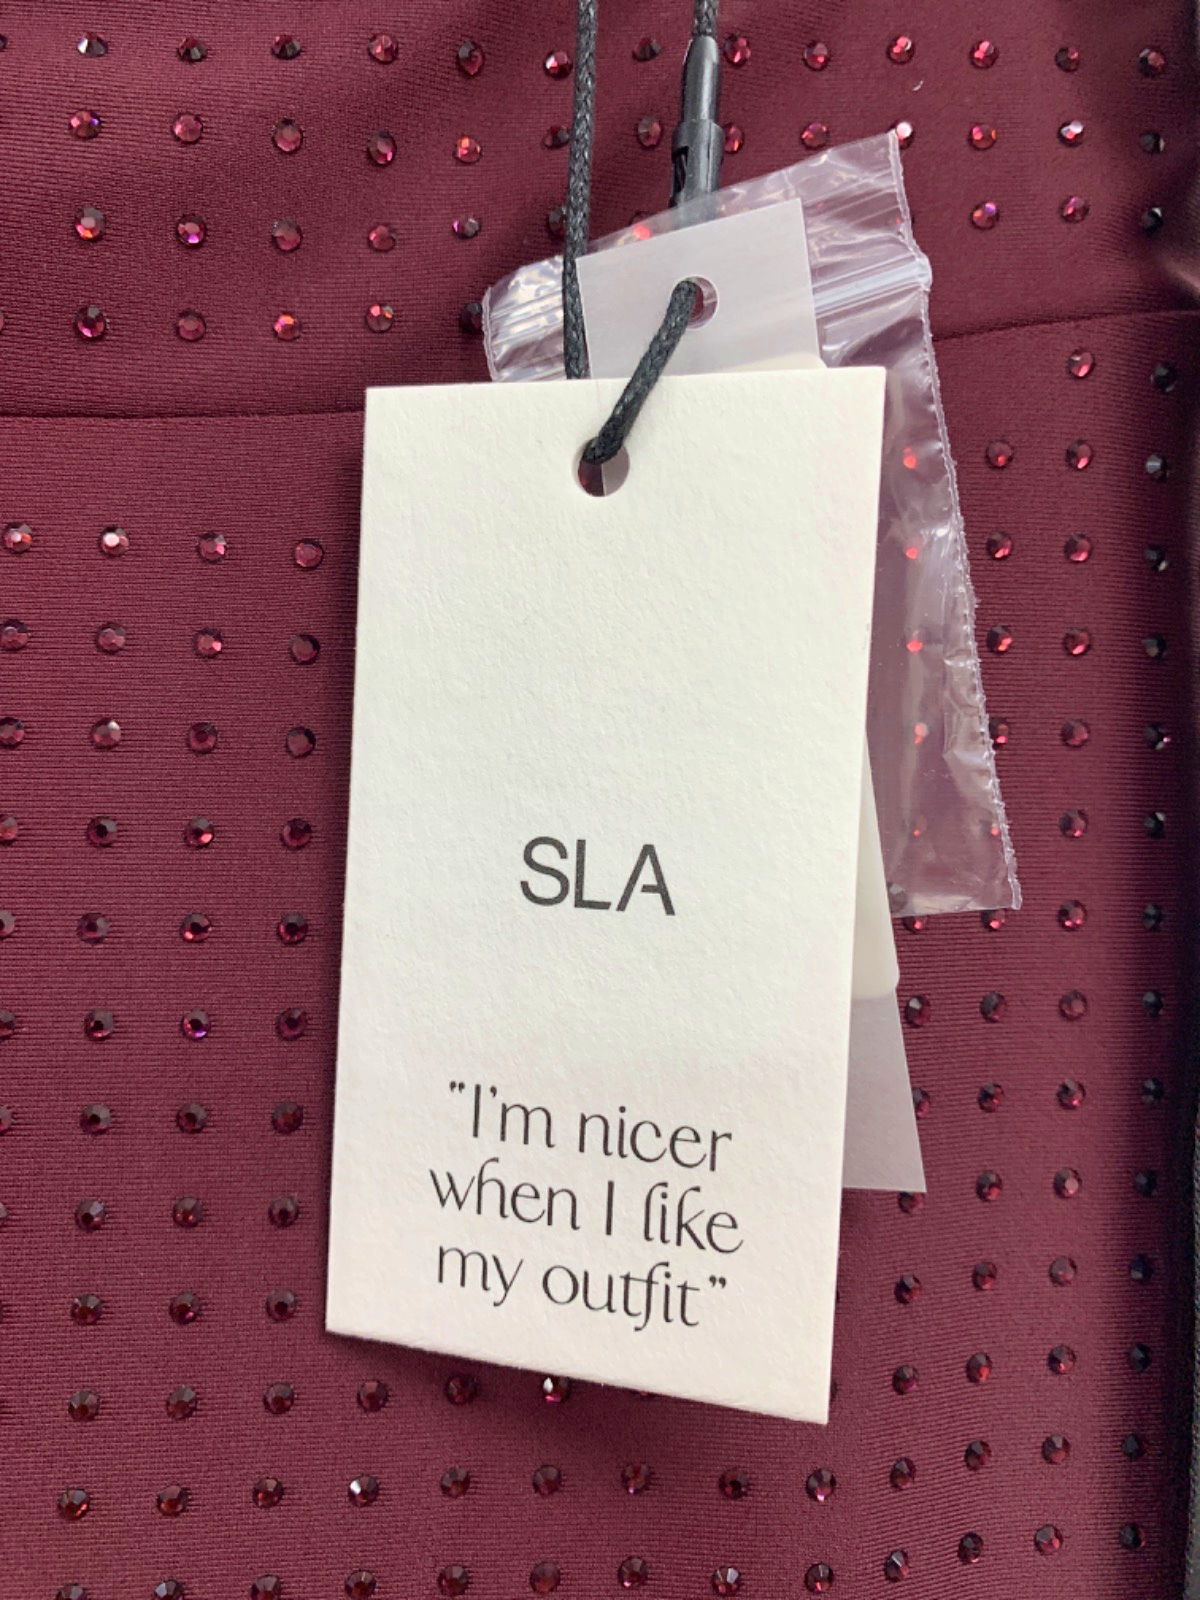 SLA
"I'm nicer
when I like
my outfit"